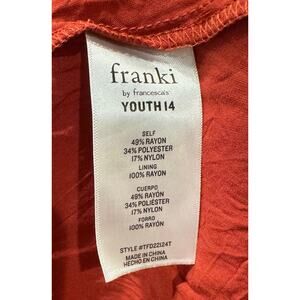 franki
by francesca's
YOUTH 14
SELF
49% RAYON
34% POLYESTER
17% NYLON
LINING
100% RAYON
CUERPO
49% RAYÓN
34% POLIÉSTER
17% NYLON
FORRO
100% RAYÓN
STYLE #TFD22124T
MADE IN CHINA
HECHO EN CHINA